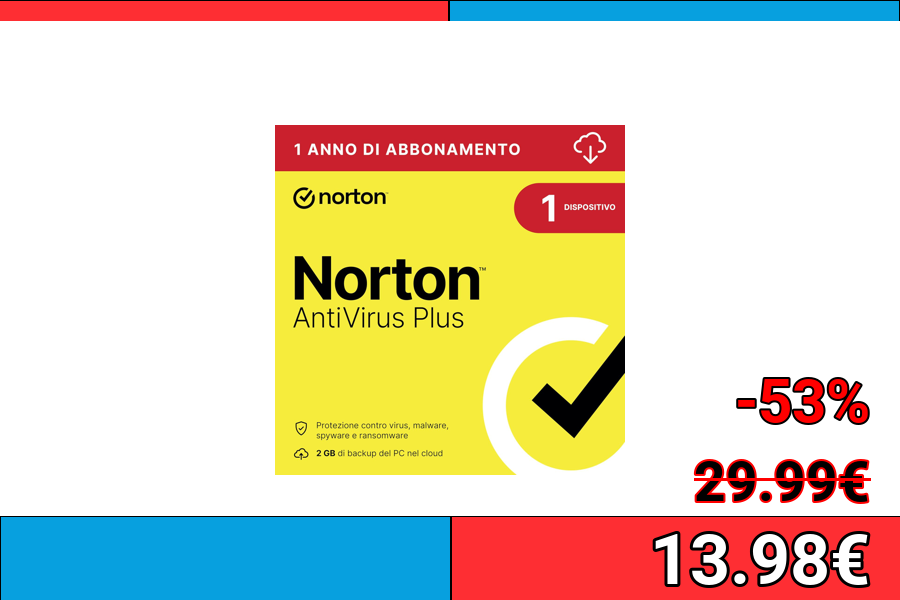 1 ANNO DI ABBONAMENTO
norton
1 DISPOSITIVO
Norton™
AntiVirus Plus
Protezione contro virus, malware,
spyware e ransomware
2 GB di backup del PC nel cloud
-53%
29.99€
13.98€